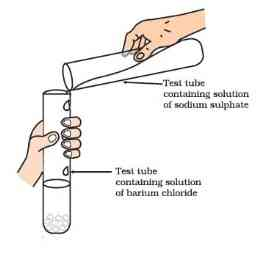 Test tube
containing solution
of sodium sulphate
Test tube
containing solution
of barium chloride